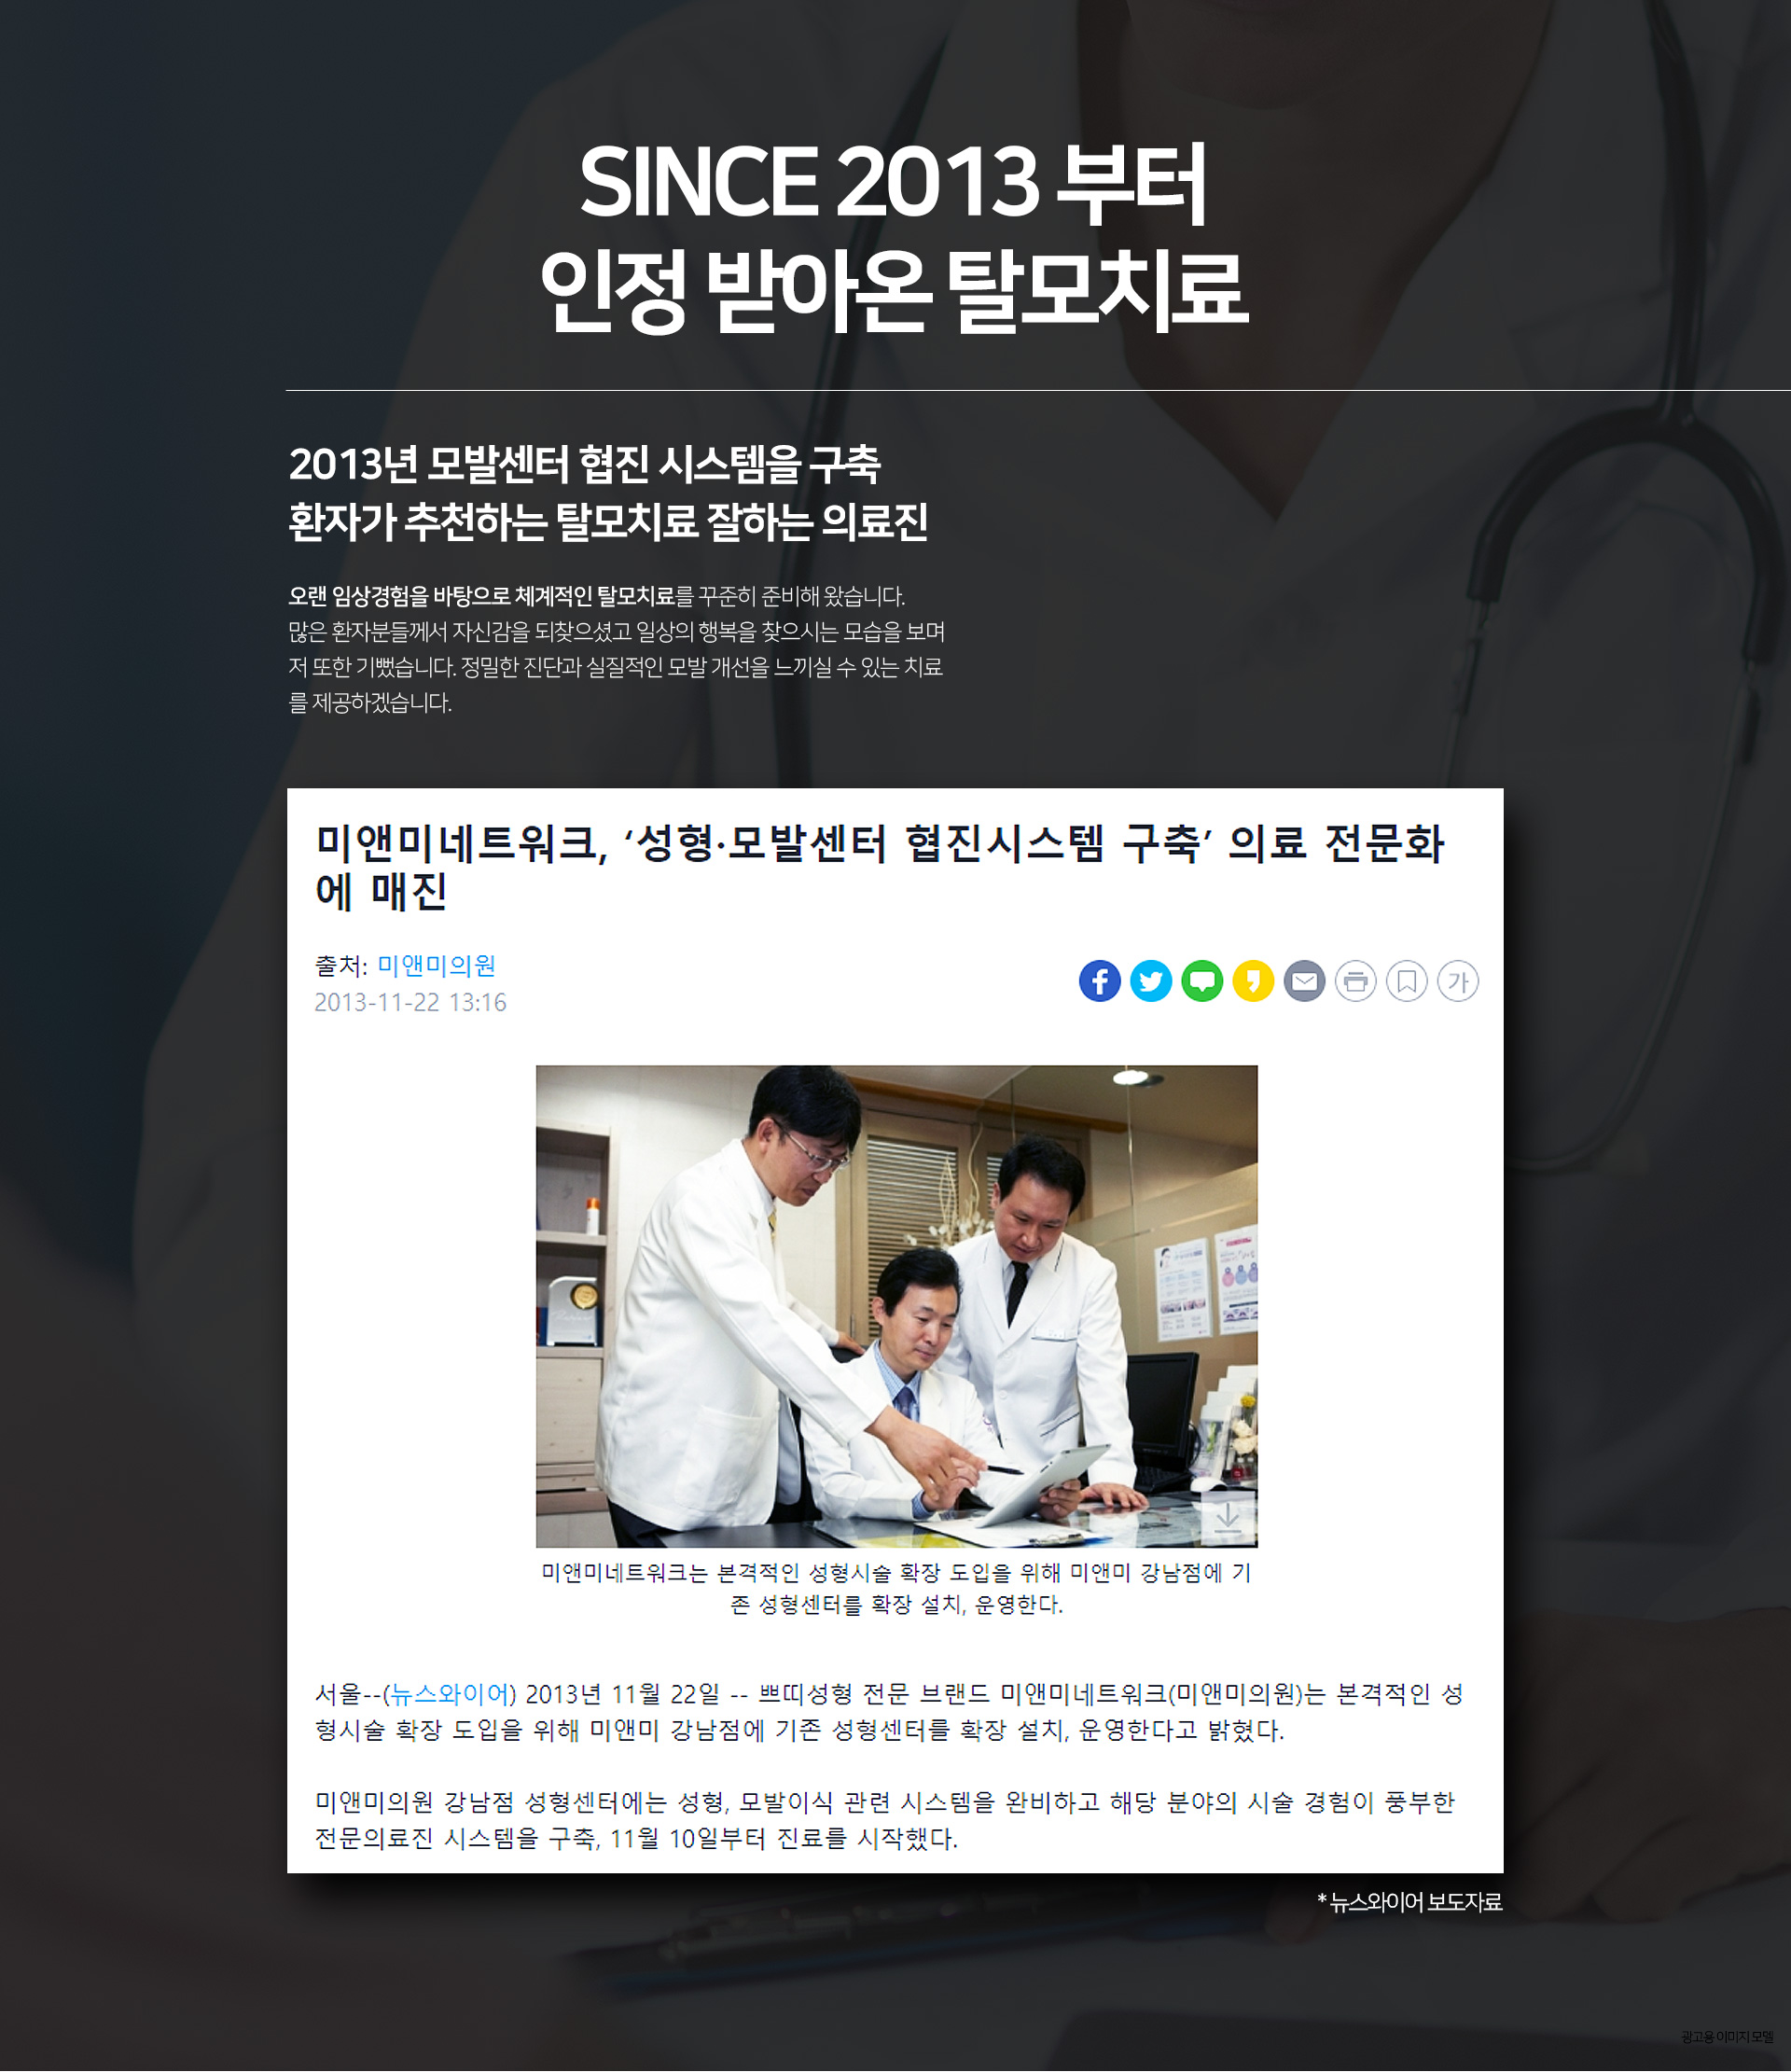 SINCE 2013 부터
인정 받아온 탈모치료
2013년 모발센터 협진 시스템을 구축
환자가 추천하는 탈모치료 잘하는 의료진
오랜 임상경험을 바탕으로 체계적인 탈모치료를 꾸준히 준비해 왔습니다.
많은 환자분들께서 자신감을 되찾으셨고 일상의 행복을 찾으시는 모습을 보며
저 또한 기뻤습니다. 정밀한 진단과 실질적인 모발 개선을 느끼실 수 있는 치료
를 제공하겠습니다.
미앤미네트워크, ‘성형·모발센터 협진시스템 구축’ 의료 전문화
에 매진
출처: 미앤미의원
2013-11-22 13:16
가
미앤미네트워크는 본격적인 성형시술 확장 도입을 위해 미앤미 강남점에 기
존 성형센터를 확장 설치, 운영한다.
서울--(뉴스와이어) 2013년 11월 22일 -- 쁘띠성형 전문 브랜드 미앤미네트워크(미앤미의원)는 본격적인 성
형시술 확장 도입을 위해 미앤미 강남점에 기존 성형센터를 확장 설치, 운영한다고 밝혔다.
미앤미의원 강남점 성형센터에는 성형, 모발이식 관련 시스템을 완비하고 해당 분야의 시술 경험이 풍부한
전문의료진 시스템을 구축, 11월 10일부터 진료를 시작했다.
* 뉴스와이어 보도자료
광고용 이미지 모델